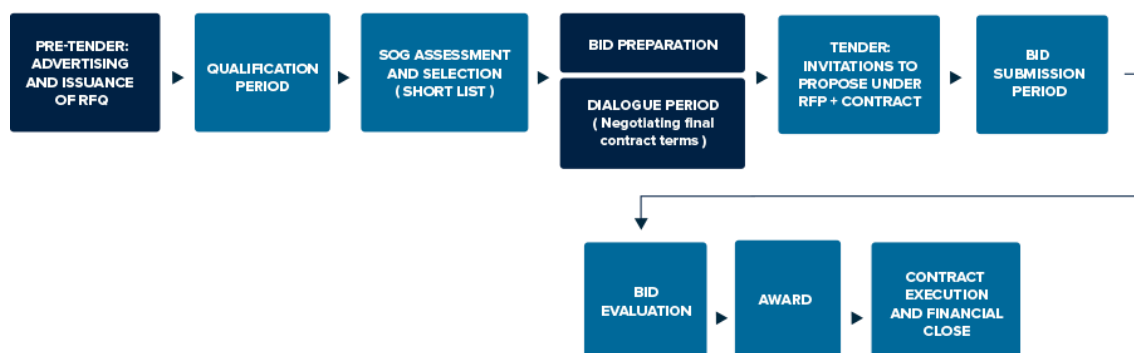 PRE-TENDER:
ADVERTISING
AND ISSUANCE
OF RFQ
QUALIFICATION
PERIOD
SOG ASSESSMENT
AND SELECTION
( SHORT LIST )
BID PREPARATION
DIALOGUE PERIOD
( Negotiating final
contract terms )
TENDER:
INVITATIONS TO
PROPOSE UNDER
RFP + CONTRACT
BID
SUBMISSION
PERIOD
BID
EVALUATION
AWARD
CONTRACT
EXECUTION
AND FINANCIAL
CLOSE